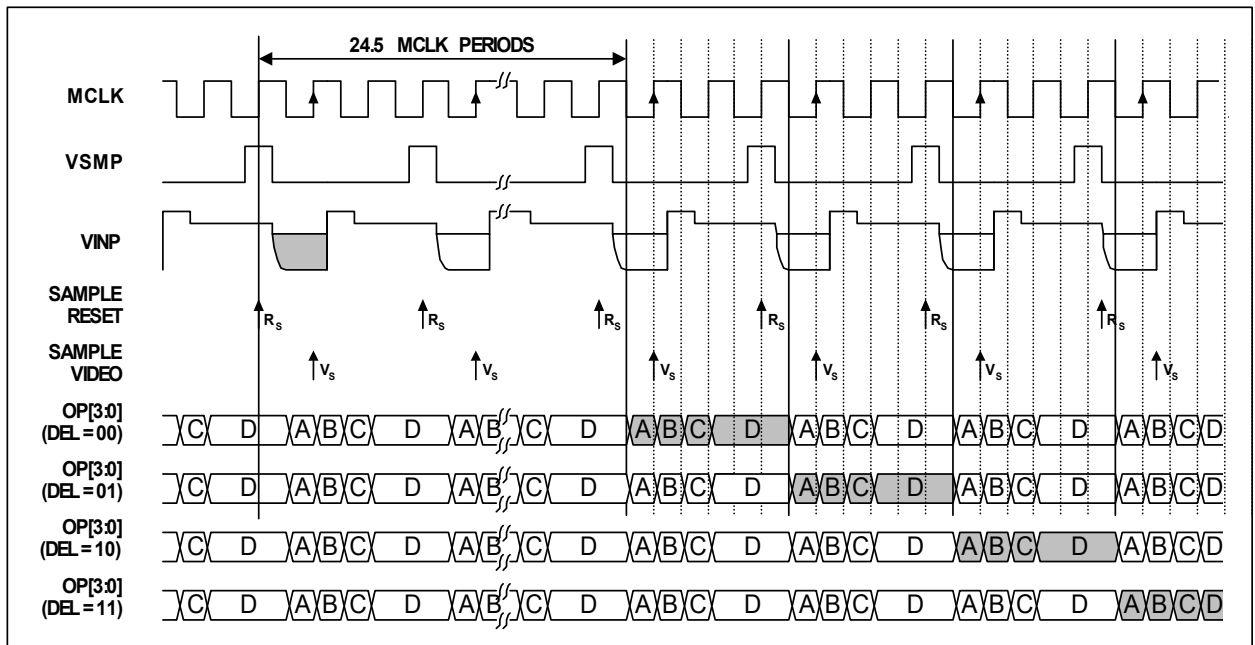 24.5 MCLK PERIODS
MCLK
VSMP
VINP
SAMPLE
RESET
R_S R_S R_S R_S R_S R_S
SAMPLE
VIDEO
V_S V_S V_S V_S V_S V_S
OP[3:0]
(DEL = 00)
C D A B C D A B C D A B C D A B C D A B C D A B C D
OP[3:0]
(DEL = 01)
C D A B C D A B C D A B C D A B C D A B C D A B C D
OP[3:0]
(DEL = 10)
C D A B C D A B C D A B C D A B C D A B C D A B C D
OP[3:0]
(DEL = 11)
C D A B C D A B C D A B C D A B C D A B C D A B C D